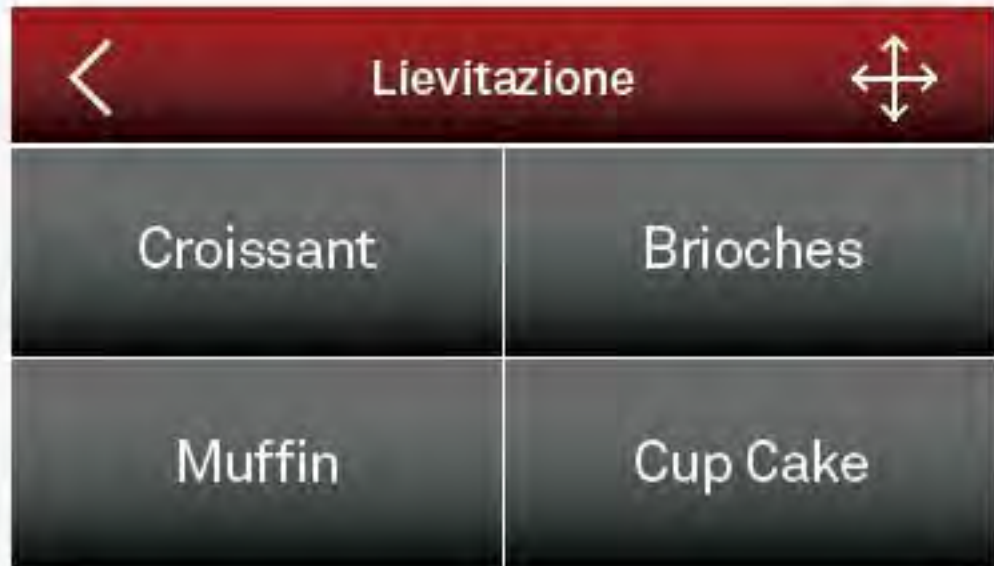 Lievitazione
Croissant
Brioches
Muffin
Cup Cake